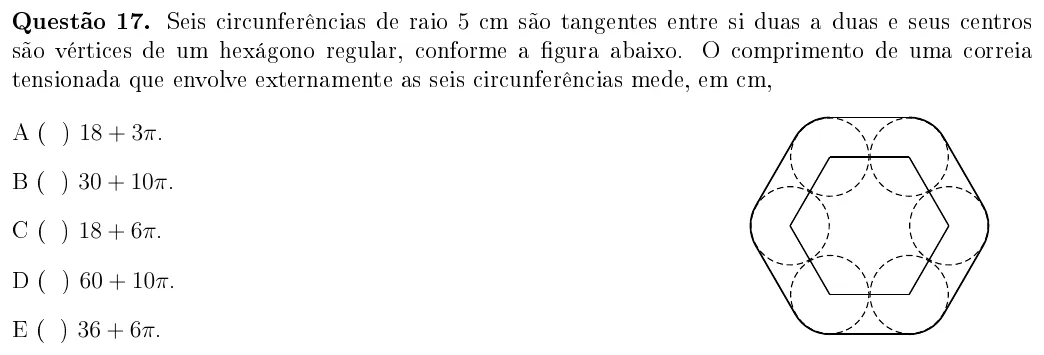 Questão 17. Seis circunferências de raio 5 cm são tangentes entre si duas a duas e seus centros
são vértices de um hexágono regular, conforme a figura abaixo. O comprimento de uma correia
tensionada que envolve externamente as seis circunferências mede, em cm,
A ( ) 18 + 3π.
B ( ) 30 + 10π.
C ( ) 18 + 6π.
D ( ) 60 + 10π.
E ( ) 36 + 6π.